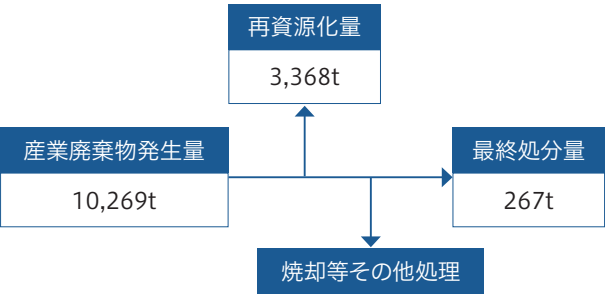 再資源化量
3,368t
産業廃棄物発生量
10,269t
最終処分量
267t
焼却等その他処理